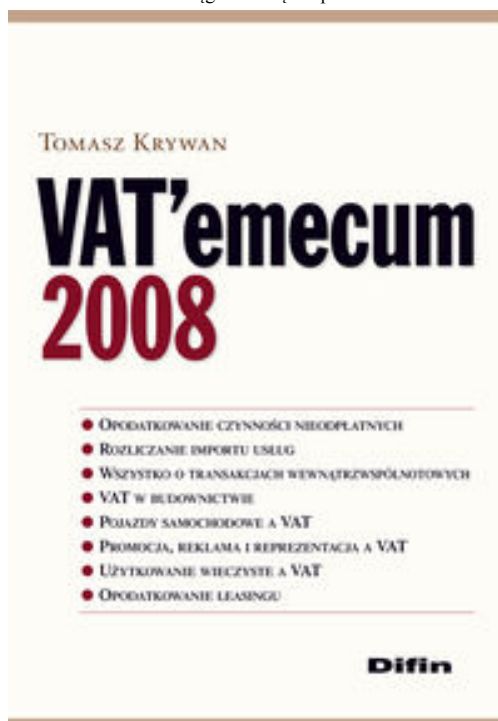 TOMASZ KRYWAN
VAT'emecum
2008
OPODATKOWANIE CZYNNOŚCI NIEODPŁATNYCH
ROZLICZANIE IMPORTU USŁUG
WSZYSTKO O TRANSAKCJACH WEWNĄTRZWSPÓLNOTOWYCH
VAT W BUDOWNICTWIE
POJAZDY SAMOCHODOWE A VAT
PROMOCJA, REKLAMA I REPREZENTACJA A VAT
UŻYTKOWANIE WIECZYSTE A VAT
OPODATKOWANIE LEASINGU
Difin